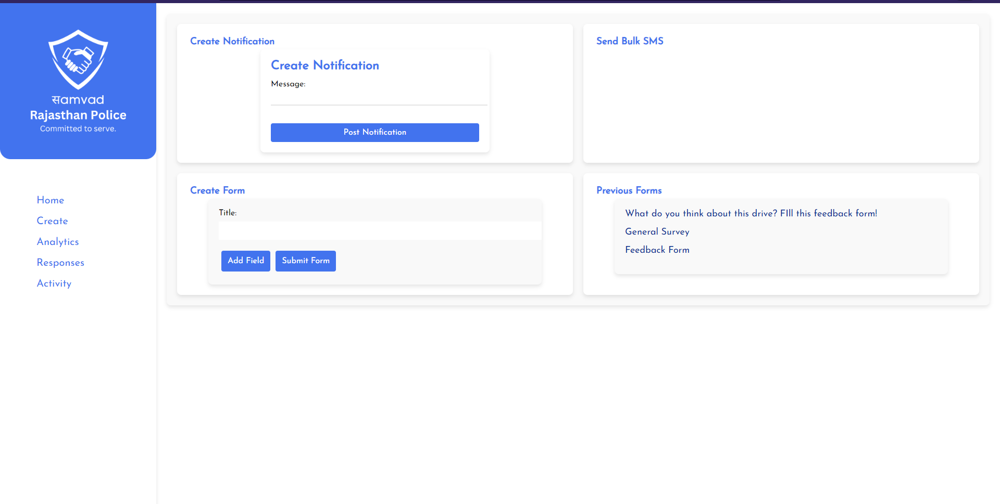 सamvad
Rajasthan Police
Committed to serve.
Home
Create
Analytics
Responses
Activity
Create Notification
Create Notification
Message:
Post Notification
Send Bulk SMS
Create Form
Title:
Add Field
Submit Form
Previous Forms
What do you think about this drive? FIll this feedback form!
General Survey
Feedback Form